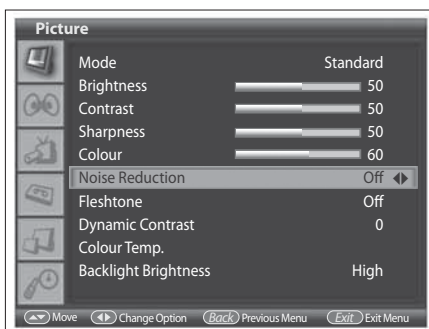 Picture
Mode Standard
Brightness 50
Contrast 50
Sharpness 50
Colour 60
Noise Reduction Off
Fleshtone Off
Dynamic Contrast 0
Colour Temp.
Backlight Brightness High
Move Change Option Back Previous Menu Exit Exit Menu